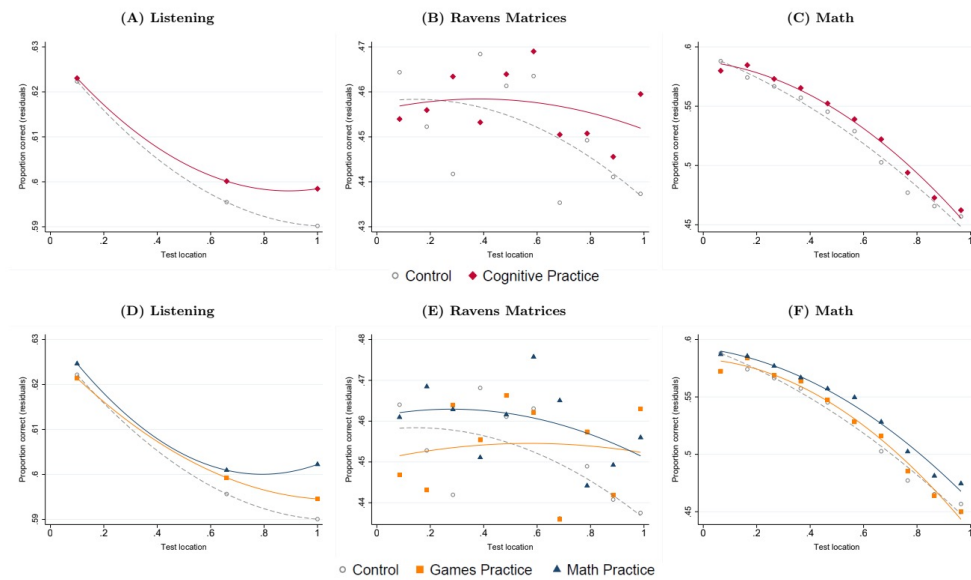 (A) Listening
(B) Ravens Matrices
(C) Math
Proportion correct (residuals)
.63
.62
.61
.6
.59
0
.2
.4
.6
.8
1
Test location
Proportion correct (residuals)
.47
.46
.45
.44
.43
0
.2
.4
.6
.8
1
Test location
Proportion correct (residuals)
.6
.55
.5
.45
0
.2
.4
.6
.8
1
Test location
Control
Cognitive Practice
(D) Listening
(E) Ravens Matrices
(F) Math
Proportion correct (residuals)
.63
.62
.61
.6
.59
0
.2
.4
.6
.8
1
Test location
Proportion correct (residuals)
.48
.47
.46
.45
.44
0
.2
.4
.6
.8
1
Test location
Proportion correct (residuals)
.6
.55
.5
.45
0
.2
.4
.6
.8
1
Test location
Control
Games Practice
Math Practice